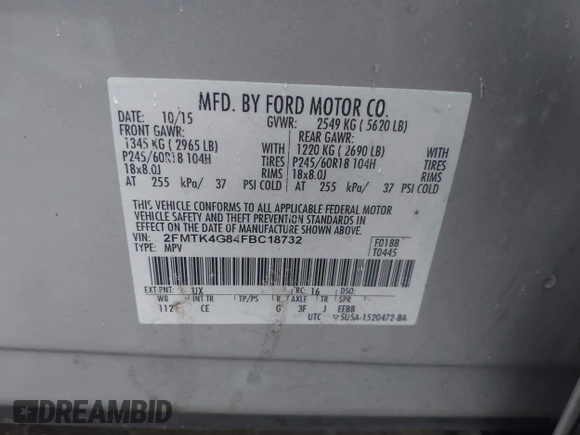 MFD. BY FORD MOTOR CO.
DATE: 10/15 GVWR: 2549 KG ( 5620 LB)
FRONT GAWR: REAR GAWR:
1345 KG ( 2965 LB) 1220 KG ( 2690 LB)
P245/60R18 104H TIRES P245/60R18 104H TIRES
18x8.0J RIMS 18x8.0J RIMS
AT 255 kPa/ 37 PSI COLD AT 255 kPa/ 37 PSI COLD
THIS VEHICLE CONFORMS TO ALL APPLICABLE FEDERAL MOTOR
VEHICLE SAFETY AND THEFT PREVENTION STANDARDS IN
EFFECT ON THE DATE OF MANUFACTURE SHOWN ABOVE.
VIN: 2FMTK4G84FBC18732 F0188
TYPE: MPV T0445
EXT PNT: UX RC: 16 DSO:
WB INT TR TP/PS R AXLE TR SPR
112 CE G 3F J EEBB
UTC ▽5U5A-1520472-BA
DREAMBID